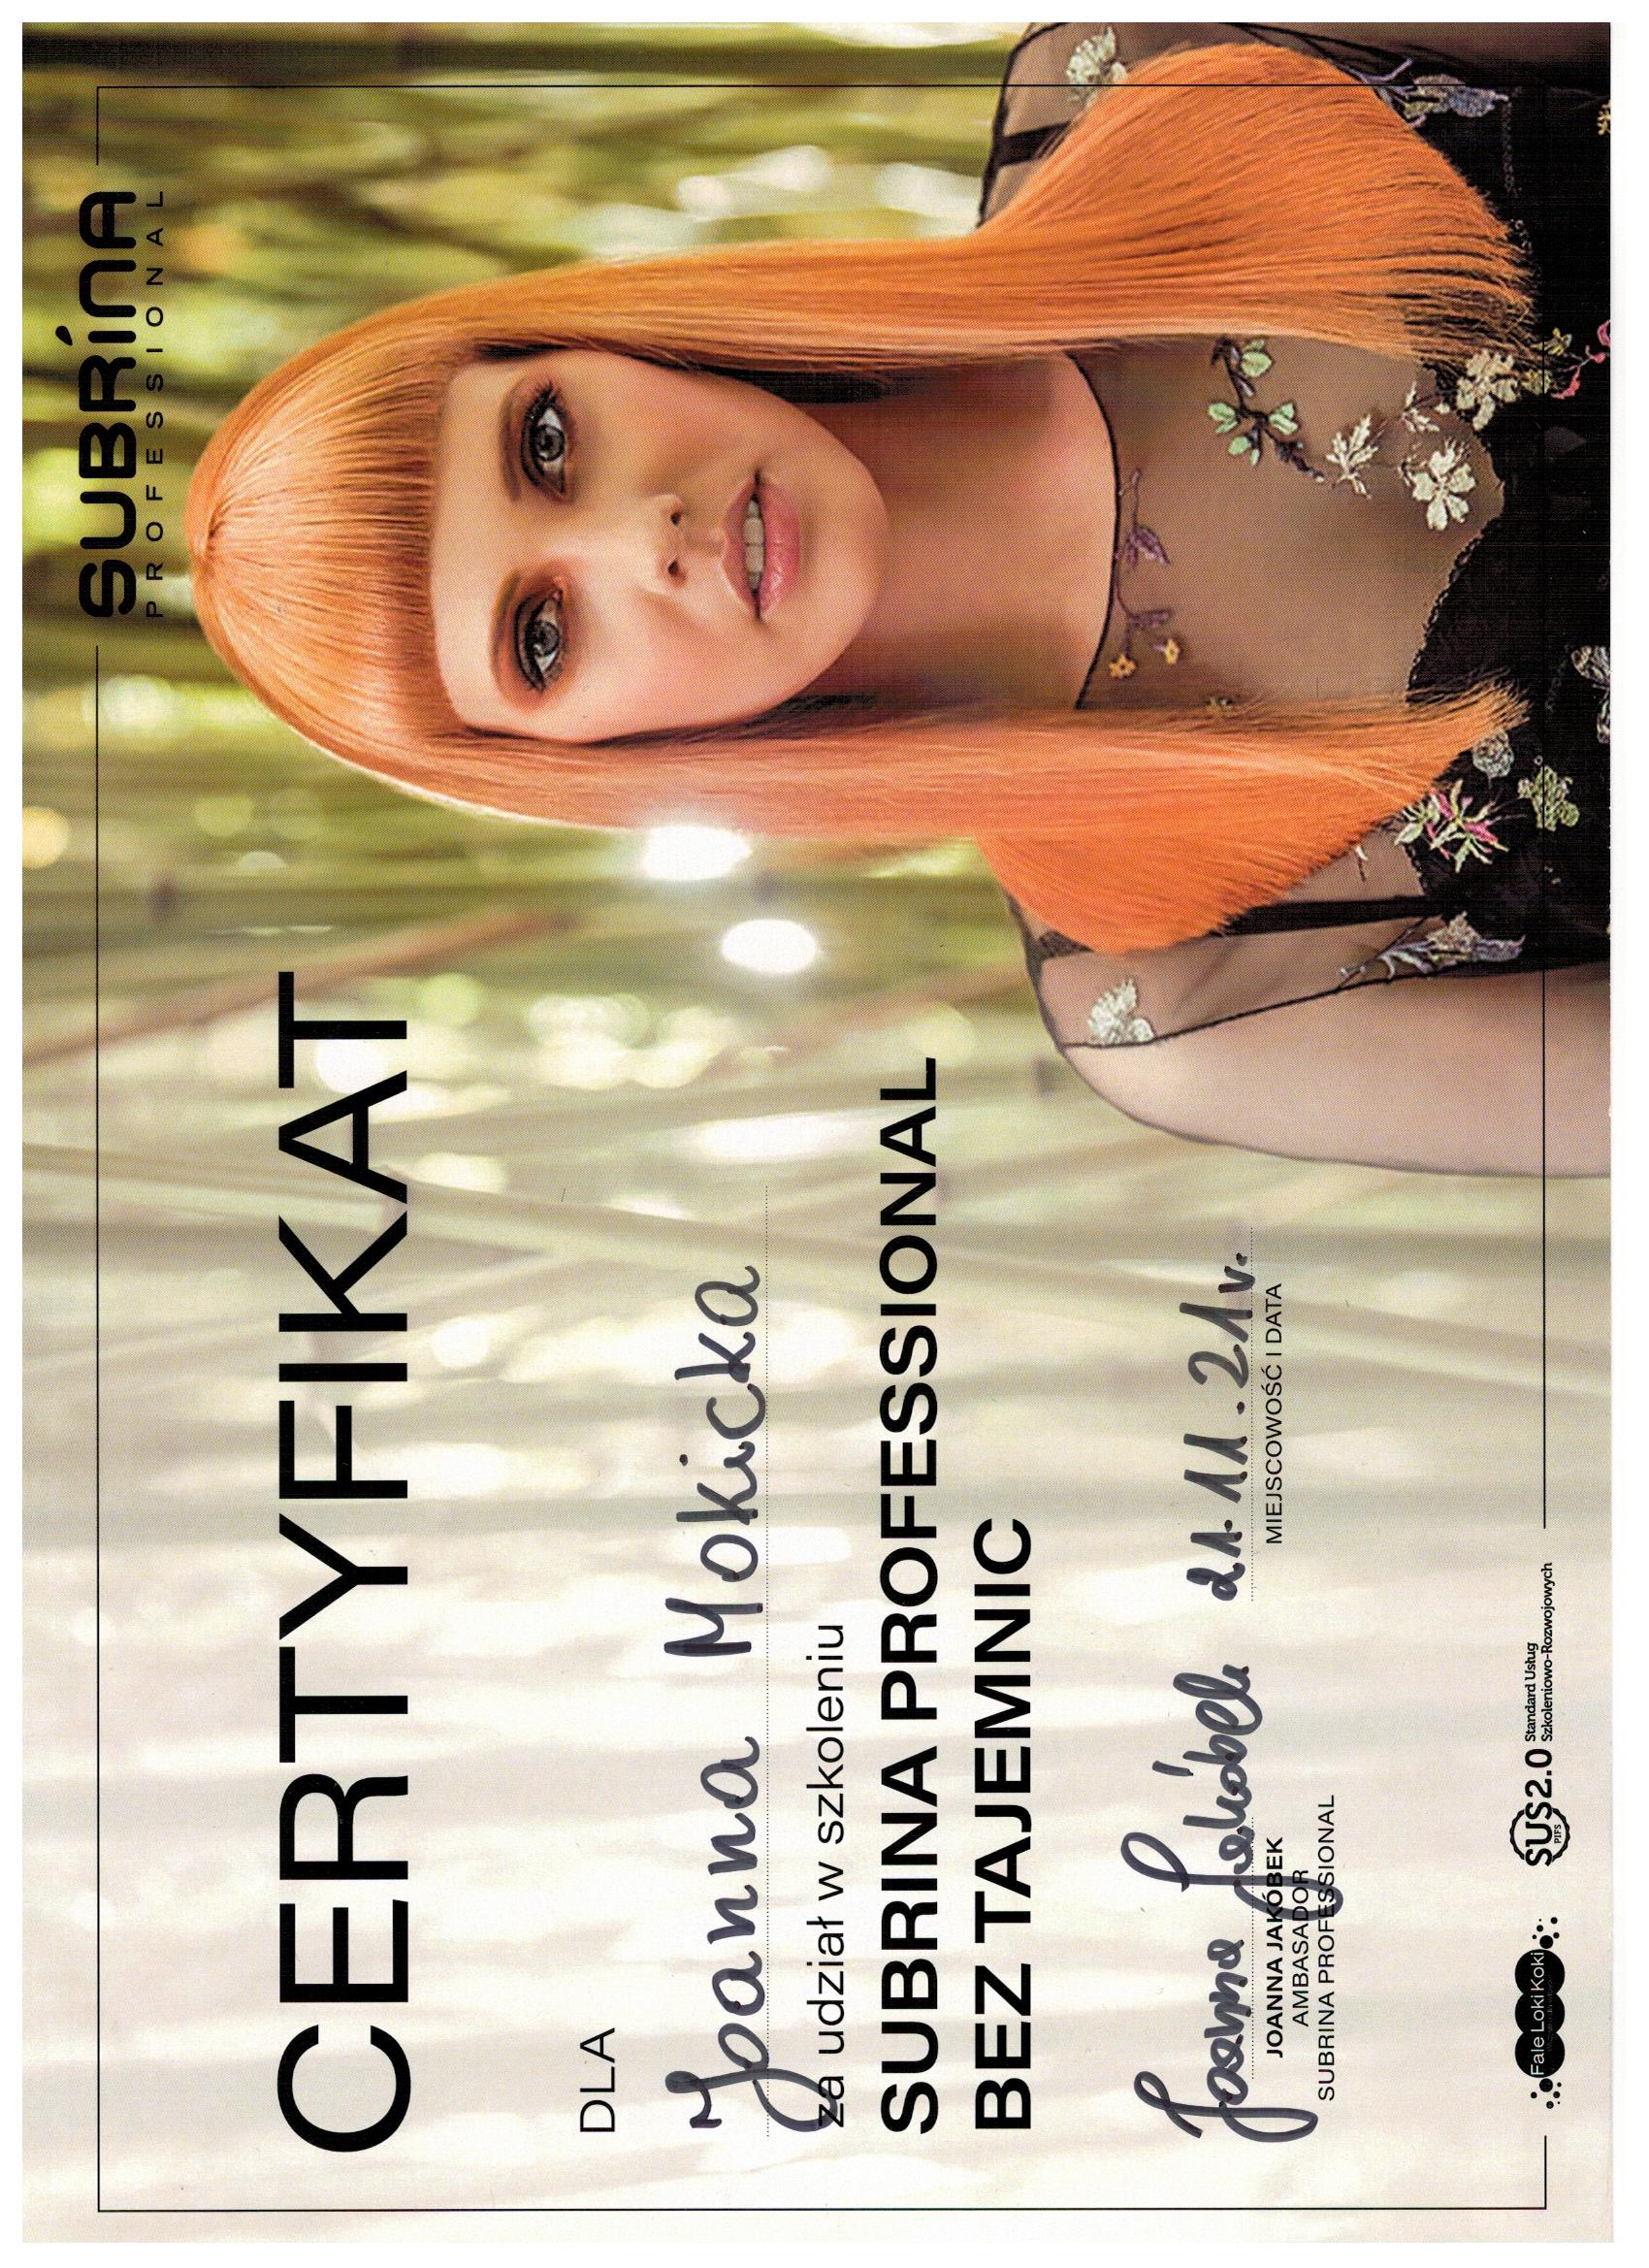 SUBRÍNA
PROFESSIONAL
CERTYFIKAT
DLA
Joanna Mokicka
za udział w szkoleniu
SUBRINA PROFESSIONAL
BEZ TAJEMNIC
Joanna Jakóbek 21.11.21r.
JOANNA JAKÓBEK
AMBASADOR
SUBRINA PROFESSIONAL
MIEJSCOWOŚĆ I DATA
Fale Loki Koki
SUS 2.0 Standard Usług
Szkoleniowo-Rozwojowych
PIFS